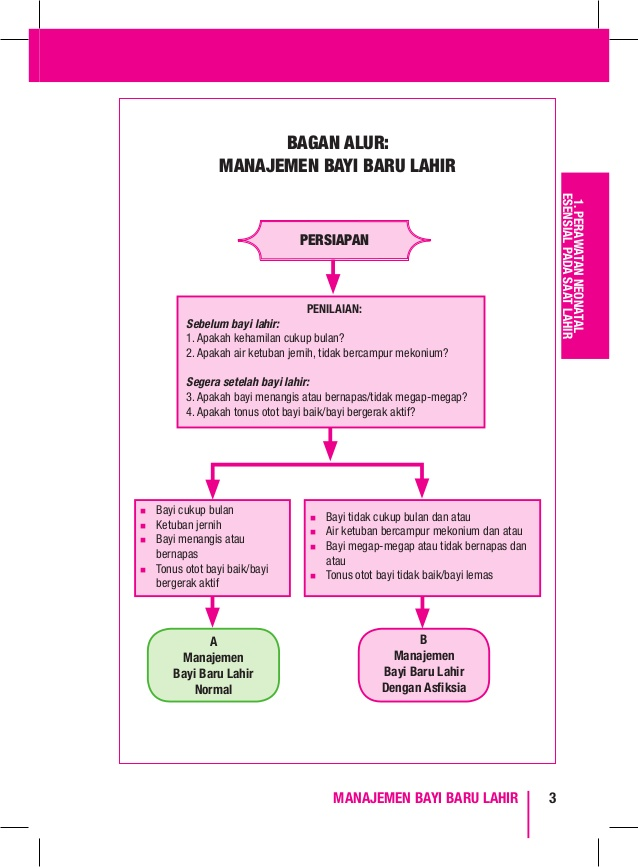 BAGAN ALUR:
MANAJEMEN BAYI BARU LAHIR
1. PERAWATAN NEONATAL
ESENSIAL PADA SAAT LAHIR
PERSIAPAN
PENILAIAN:
Sebelum bayi lahir:
1. Apakah kehamilan cukup bulan?
2. Apakah air ketuban jernih, tidak bercampur mekonium?
Segera setelah bayi lahir:
3. Apakah bayi menangis atau bernapas/tidak megap-megap?
4. Apakah tonus otot bayi baik/bayi bergerak aktif?
■ Bayi cukup bulan
■ Ketuban jernih
■ Bayi menangis atau
bernapas
■ Tonus otot bayi baik/bayi
bergerak aktif
■ Bayi tidak cukup bulan dan atau
■ Air ketuban bercampur mekonium dan atau
■ Bayi megap-megap atau tidak bernapas dan
atau
■ Tonus otot bayi tidak baik/bayi lemas
A
Manajemen
Bayi Baru Lahir
Normal
B
Manajemen
Bayi Baru Lahir
Dengan Asfiksia
MANAJEMEN BAYI BARU LAHIR 3